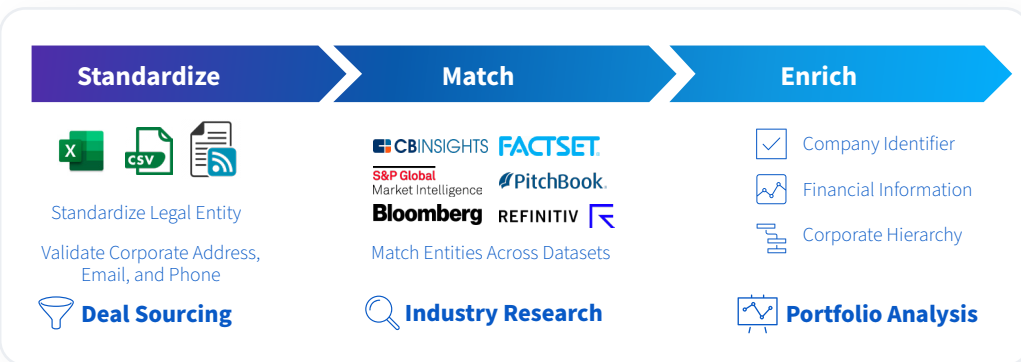 Standardize
Match
Enrich
X
CSV
Standardize Legal Entity
Validate Corporate Address,
Email, and Phone
Deal Sourcing
CBINSIGHTS
FACTSET
S&P Global
Market Intelligence
PitchBook
Bloomberg
REFINITIV
Match Entities Across Datasets
Industry Research
Company Identifier
Financial Information
Corporate Hierarchy
Portfolio Analysis